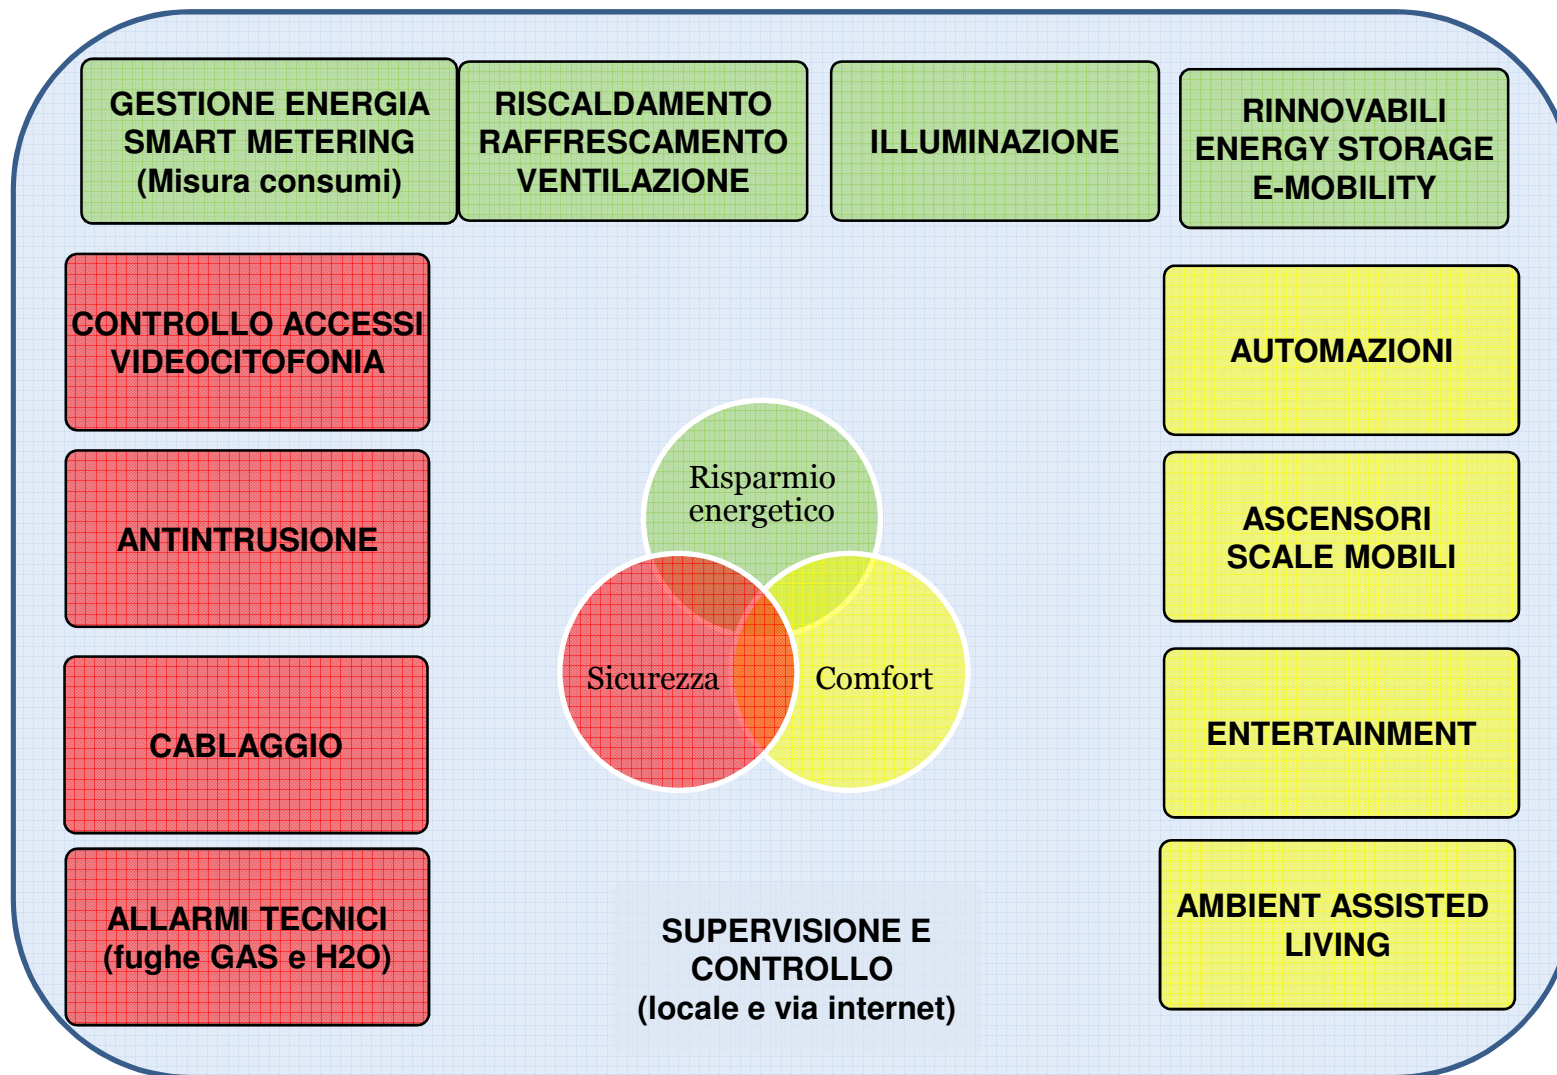 GESTIONE ENERGIA
SMART METERING
(Misura consumi)
RISCALDAMENTO
RAFFRESCAMENTO
VENTILAZIONE
ILLUMINAZIONE
RINNOVABILI
ENERGY STORAGE
E-MOBILITY
CONTROLLO ACCESSI
VIDEOCITOFONIA
ANTINTRUSIONE
CABLAGGIO
ALLARMI TECNICI
(fughe GAS e H2O)
Risparmio
energetico
Sicurezza
Comfort
SUPERVISIONE E
CONTROLLO
(locale e via internet)
AUTOMAZIONI
ASCENSORI
SCALE MOBILI
ENTERTAINMENT
AMBIENT ASSISTED
LIVING